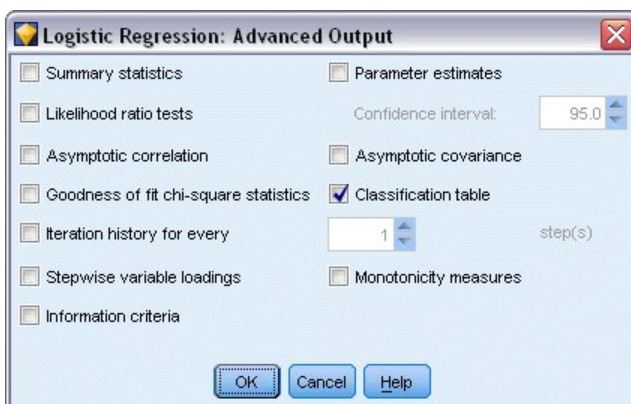 Logistic Regression: Advanced Output
Summary statistics
Parameter estimates
Likelihood ratio tests
Confidence interval: 95.0
Asymptotic correlation
Asymptotic covariance
Goodness of fit chi-square statistics
Classification table
Iteration history for every 1 step(s)
Stepwise variable loadings
Monotonicity measures
Information criteria
OK
Cancel
Help